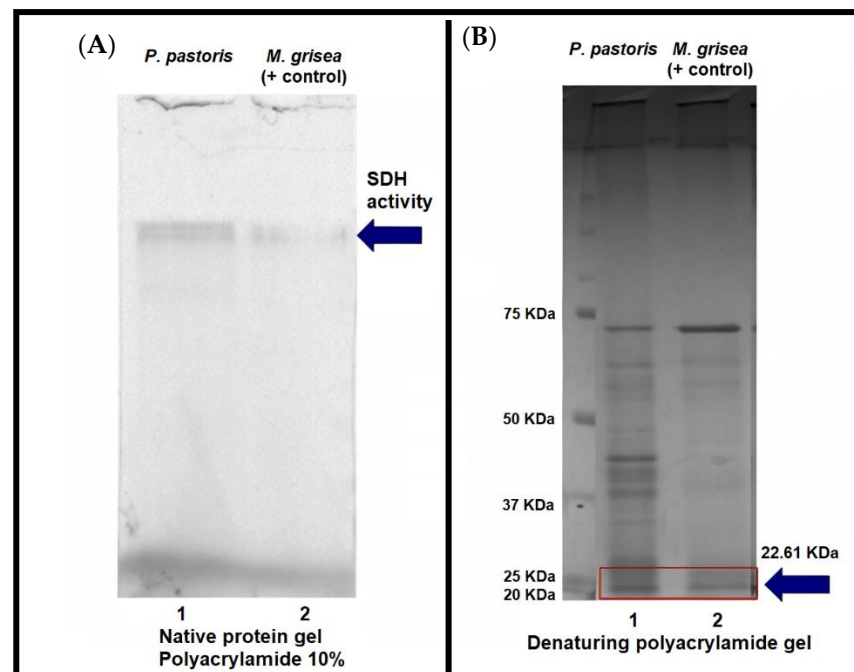 (A)
P. pastoris
M. grisea
(+ control)
SDH
activity
1
2
Native protein gel
Polyacrylamide 10%
(B)
P. pastoris
M. grisea
(+ control)
75 KDa
50 KDa
37 KDa
25 KDa
20 KDa
22.61 KDa
1
2
Denaturing polyacrylamide gel